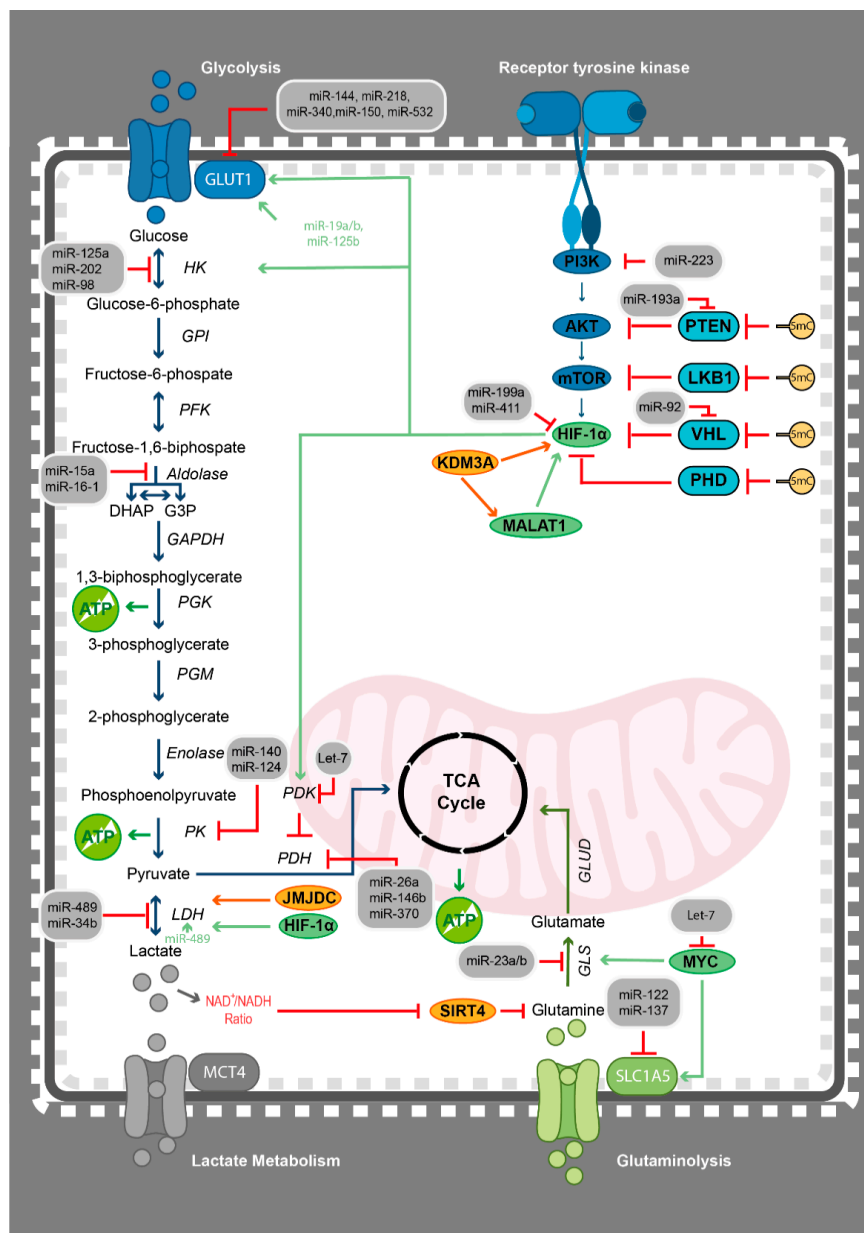 Glycolysis
Receptor tyrosine kinase
miR-144, miR-218,
miR-340,miR-150, miR-532
GLUT1
miR-19a/b,
miR-125b
Glucose
miR-125a
miR-202
miR-98
HK
Glucose-6-phosphate
GPI
Fructose-6-phospate
PFK
Fructose-1,6-biphospate
miR-15a
miR-16-1
Aldolase
DHAP
G3P
GAPDH
1,3-biphosphoglycerate
ATP
PGK
3-phosphoglycerate
PGM
2-phosphoglycerate
Enolase
miR-140
miR-124
Phosphoenolpyruvate
ATP
PK
Pyruvate
miR-489
miR-34b
LDH
miR-489
Lactate
JMJDC
HIF-1α
NAD⁺/NADH
Ratio
SIRT4
MCT4
Lactate Metabolism
PI3K
miR-223
miR-193a
AKT
PTEN
5mC
mTOR
LKB1
5mC
miR-199a
miR-411
miR-92
HIF-1α
VHL
5mC
KDM3A
PHD
5mC
MALAT1
Let-7
PDK
PDH
miR-26a
miR-146b
miR-370
TCA
Cycle
ATP
GLUD
Glutamate
miR-23a/b
GLS
Let-7
MYC
Glutamine
miR-122
miR-137
SLC1A5
Glutaminolysis